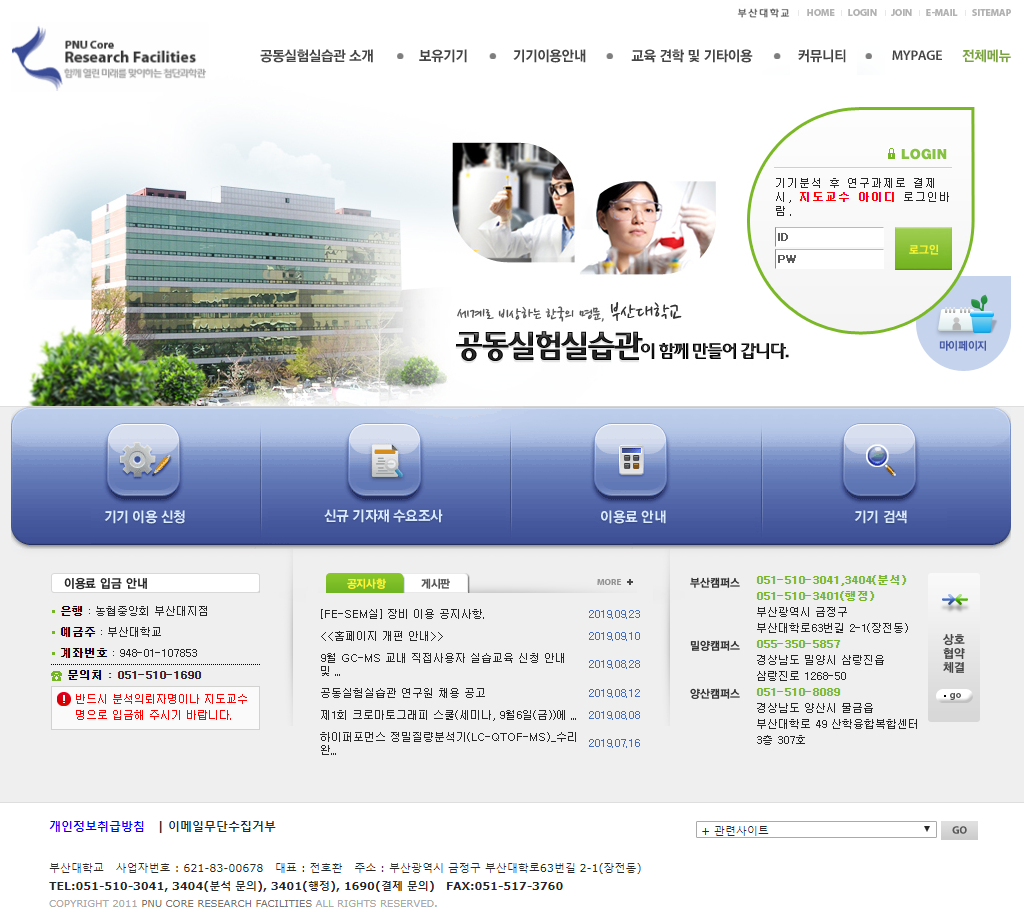 부산대학교 HOME LOGIN JOIN E-MAIL SITEMAP
PNU Core
Research Facilities
함께 열린 미래를 맞이하는 첨단과학관
공동실험실습관 소개 보유기기 기기이용안내 교육 견학 및 기타이용 커뮤니티 MYPAGE 전체메뉴
LOGIN
기기분석 후 연구과제로 결제
시, 지도교수 아이디 로그인바
람.
ID
PW
로그인
세계로 비상하는 한국의 명문, 부산대학교
공동실험실습관이 함께 만들어 갑니다.
마이페이지
기기 이용 신청
신규 기자재 수요조사
이용료 안내
기기 검색
이용료 입금 안내
은행 : 농협중앙회 부산대지점
예금주 : 부산대학교
계좌번호 : 948-01-107853
문의처 : 051-510-1690
반드시 분석의뢰자명이나 지도교수
명으로 입금해 주시기 바랍니다.
공지사항 게시판 MORE +
[FE-SEM실] 장비 이용 공지사항. 2019.09.23
<<홈페이지 개편 안내>> 2019.09.10
9월 GC-MS 교내 직접사용자 실습교육 신청 안내
및 ... 2019.08.28
공동실험실습관 연구원 채용 공고 2019.08.12
제1회 크로마토그래피 스쿨(세미나, 9월6일(금))에 ... 2019.08.08
하이퍼포먼스 정밀질량분석기(LC-QTOF-MS)_수리
완... 2019.07.16
부산캠퍼스 051-510-3041,3404(분석)
051-510-3401(행정)
부산광역시 금정구
부산대학로63번길 2-1(장전동)
밀양캠퍼스 055-350-5857
경상남도 밀양시 삼랑진읍
삼랑진로 1268-50
양산캠퍼스 051-510-8089
경상남도 양산시 물금읍
부산대학로 49 산학융합복합센터
3층 307호
상호
협약
체결
go
개인정보취급방침 | 이메일무단수집거부
+ 관련사이트 GO
부산대학교 사업자번호 : 621-83-00678 대표 : 전호환 주소 : 부산광역시 금정구 부산대학로63번길 2-1(장전동)
TEL:051-510-3041, 3404(분석 문의), 3401(행정), 1690(결제 문의) FAX:051-517-3760
COPYRIGHT 2011 PNU CORE RESEARCH FACILITIES ALL RIGHTS RESERVED.